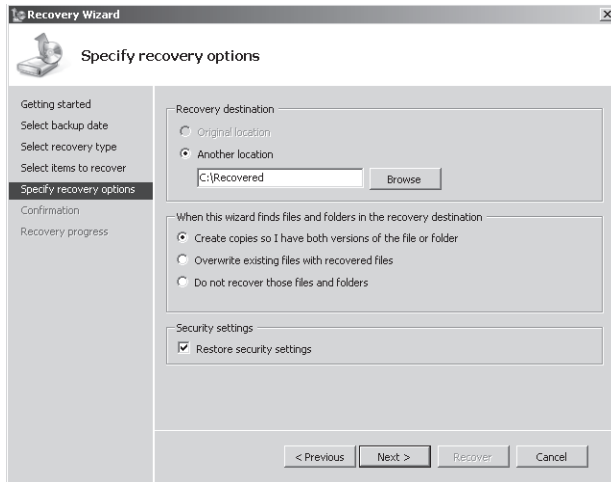 Recovery Wizard
Specify recovery options
Getting started
Select backup date
Select recovery type
Select items to recover
Specify recovery options
Confirmation
Recovery progress
Recovery destination
Original location
Another location
C:\Recovered
Browse
When this wizard finds files and folders in the recovery destination
Create copies so I have both versions of the file or folder
Overwrite existing files with recovered files
Do not recover those files and folders
Security settings
Restore security settings
< Previous
Next >
Recover
Cancel